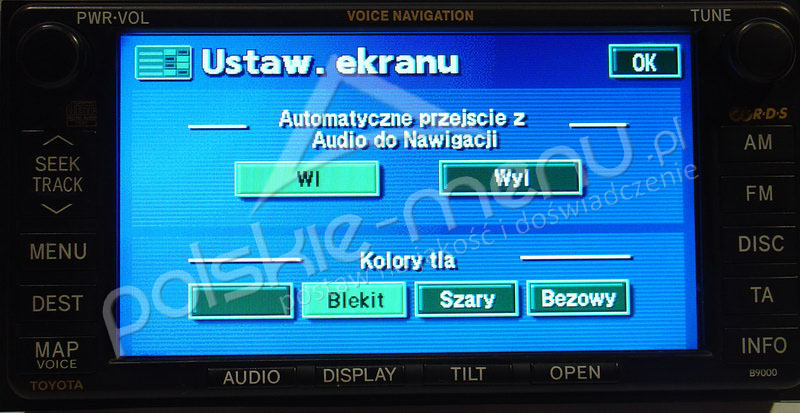 PWR·VOL
VOICE NAVIGATION
TUNE
Ustaw. ekranu
OK
R·D·S
Automatyczne przejscie z
Audio do Nawigacji
AM
SEEK
TRACK
Wl
Wyl
FM
polskie-menu.pl
MENU
DISC
Kolory tla
DEST
Blekit
Szary
Bezowy
TA
MAP
VOICE
INFO
TOYOTA
AUDIO
DISPLAY
TILT
OPEN
B9000